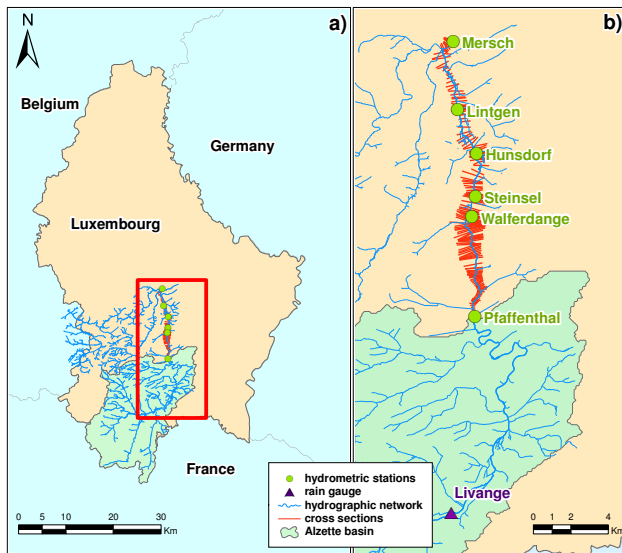 N
a)
Belgium
Germany
Luxembourg
France
0 5 10 20 30
Km
b)
Mersch
Lintgen
Hunsdorf
Steinsel
Walferdange
Pfaffenthal
Livange
0 1 2 4
Km
hydrometric stations
rain gauge
hydrographic network
cross sections
Alzette basin